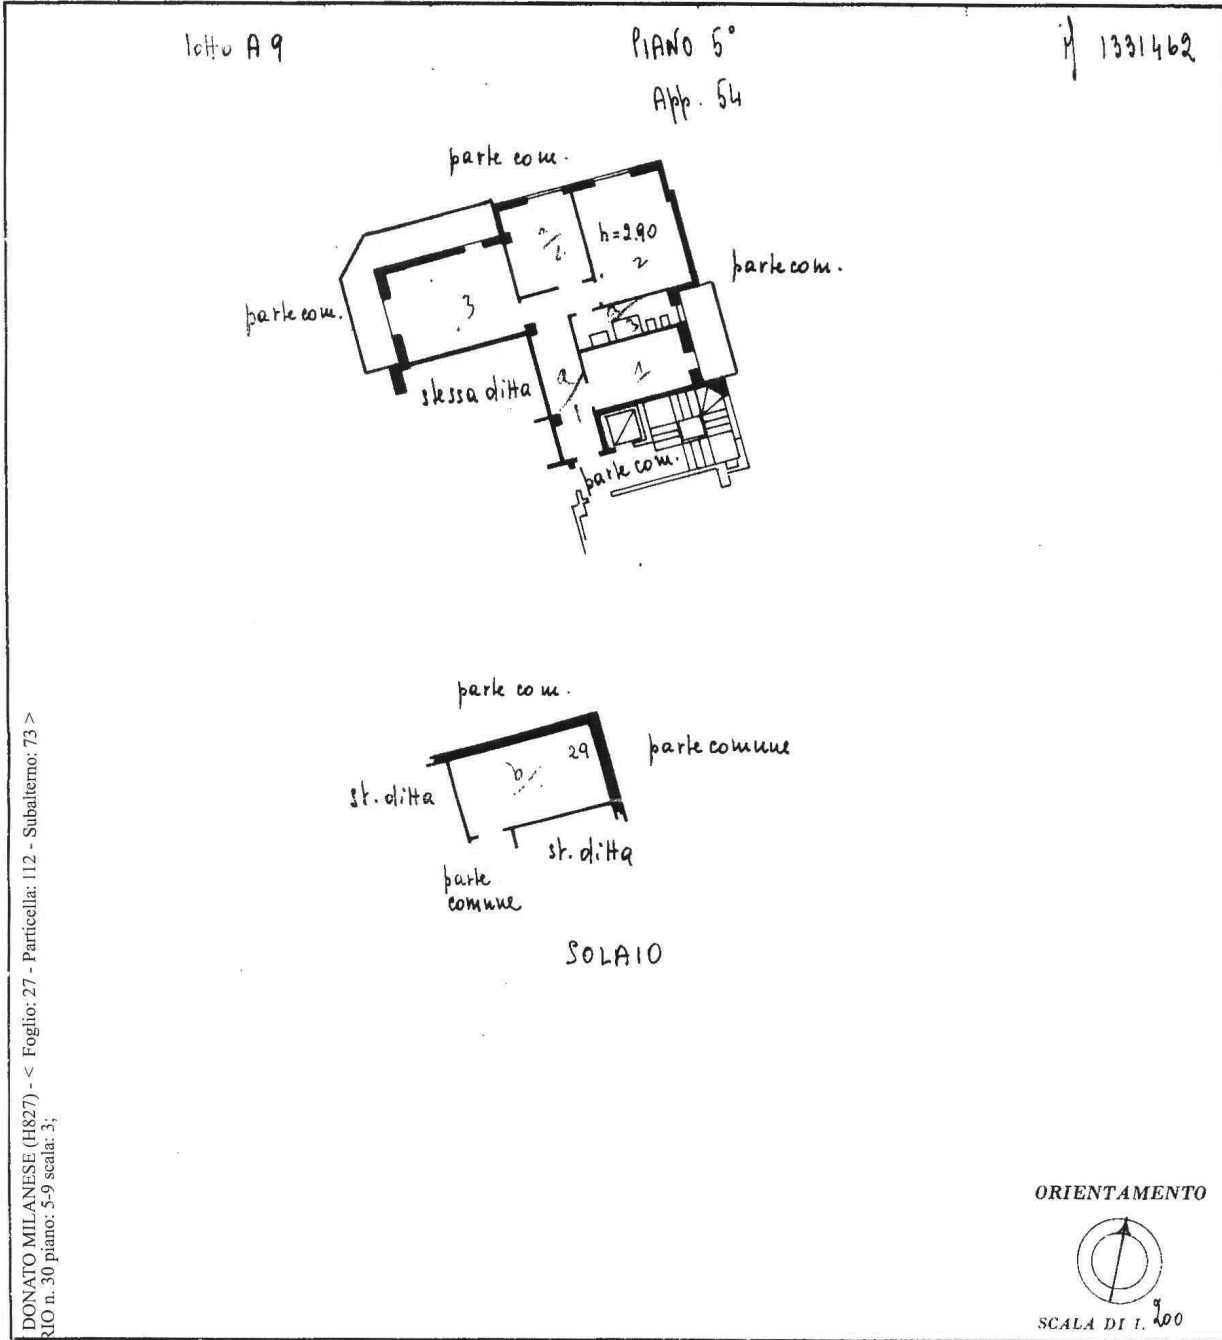 lotto A 9
PIANO 5°
1331462
App. 54
parte com.
h=2.90
2
parte com.
3
parte com.
stessa ditta
a
1
3
1
parte com.
parte com.
29
parte comune
b
st. ditta
st. ditta
parte
comune
SOLAIO
DONATO MILANESE (H827) - < Foglio: 27 - Particella: 112 - Subalterno: 73 >
RIO n. 30 piano: 5-9 scala: 3;
ORIENTAMENTO
SCALA DI 1: 200